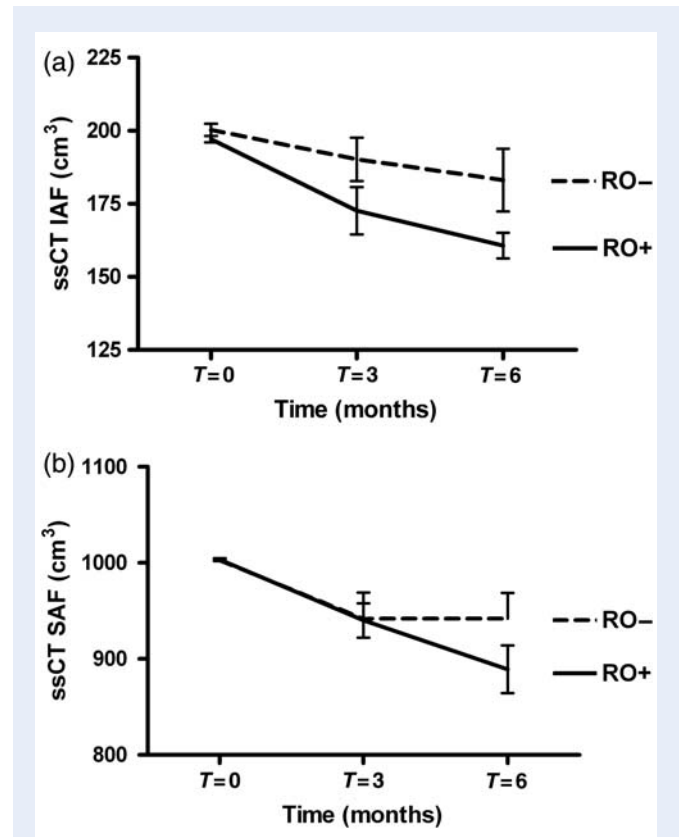 (a)
ssCT IAF (cm³)
225
200
175
150
125
RO–
RO+
T=0 T=3 T=6
Time (months)
(b)
ssCT SAF (cm³)
1100
1000
900
800
RO–
RO+
T=0 T=3 T=6
Time (months)